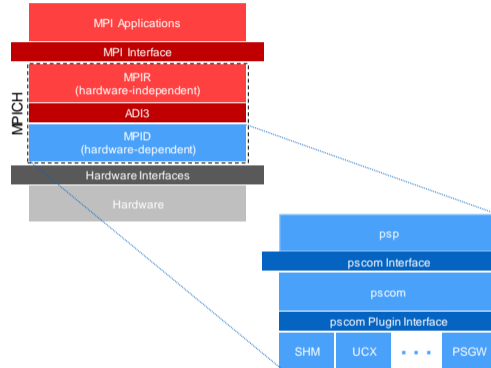 MPI Applications
MPI Interface
MPICH
MPIR
(hardware-independent)
ADI3
MPID
(hardware-dependent)
Hardware Interfaces
Hardware
psp
pscom Interface
pscom
pscom Plugin Interface
SHM
UCX
PSGW